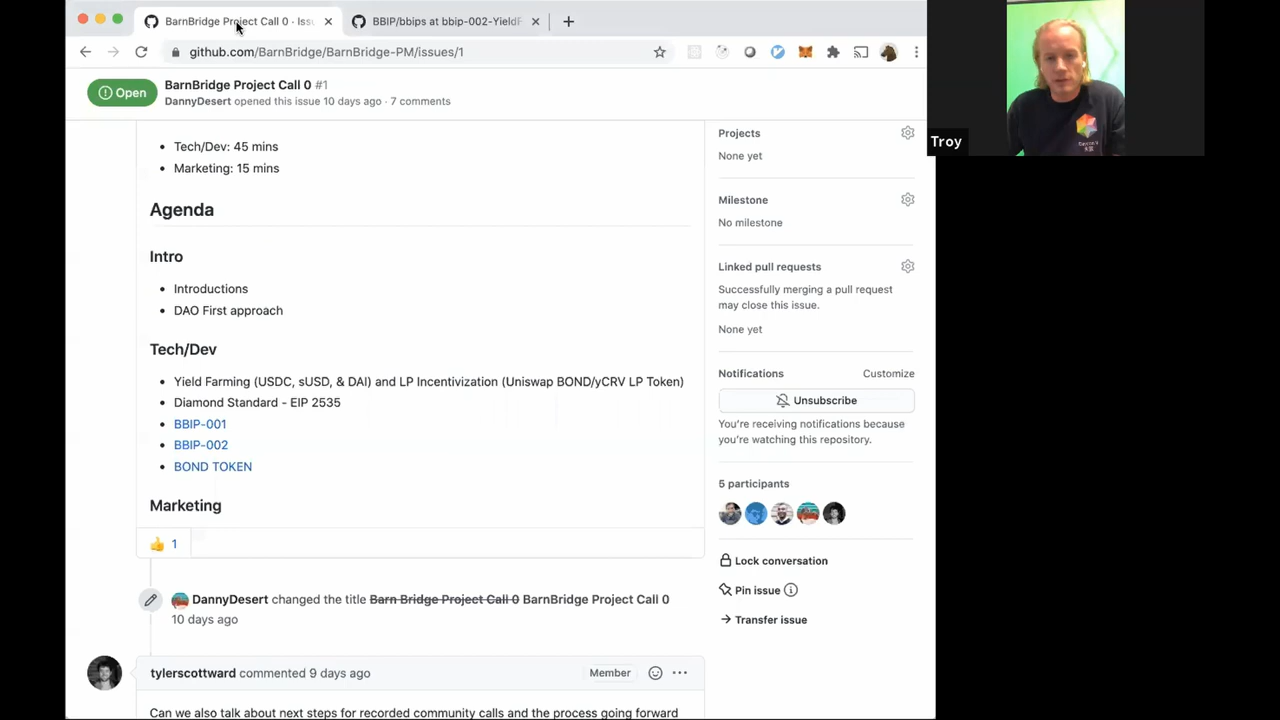 BarnBridge Project Call 0 · Issu
BBIP/bbips at bbip-002-YieldF
github.com/BarnBridge/BarnBridge-PM/issues/1
Open
BarnBridge Project Call 0 #1
DannyDesert opened this issue 10 days ago · 7 comments
Troy
Tech/Dev: 45 mins
Marketing: 15 mins
Agenda
Intro
Introductions
DAO First approach
Tech/Dev
Yield Farming (USDC, sUSD, & DAI) and LP Incentivization (Uniswap BOND/yCRV LP Token)
Diamond Standard - EIP 2535
BBIP-001
BBIP-002
BOND TOKEN
Marketing
👍 1
DannyDesert changed the title Barn Bridge Project Call 0 BarnBridge Project Call 0
10 days ago
tylerscottward commented 9 days ago
Member
Can we also talk about next steps for recorded community calls and the process going forward
Projects
None yet
Milestone
No milestone
Linked pull requests
Successfully merging a pull request
may close this issue.
None yet
Notifications
Customize
Unsubscribe
You're receiving notifications because
you're watching this repository.
5 participants
Lock conversation
Pin issue
Transfer issue